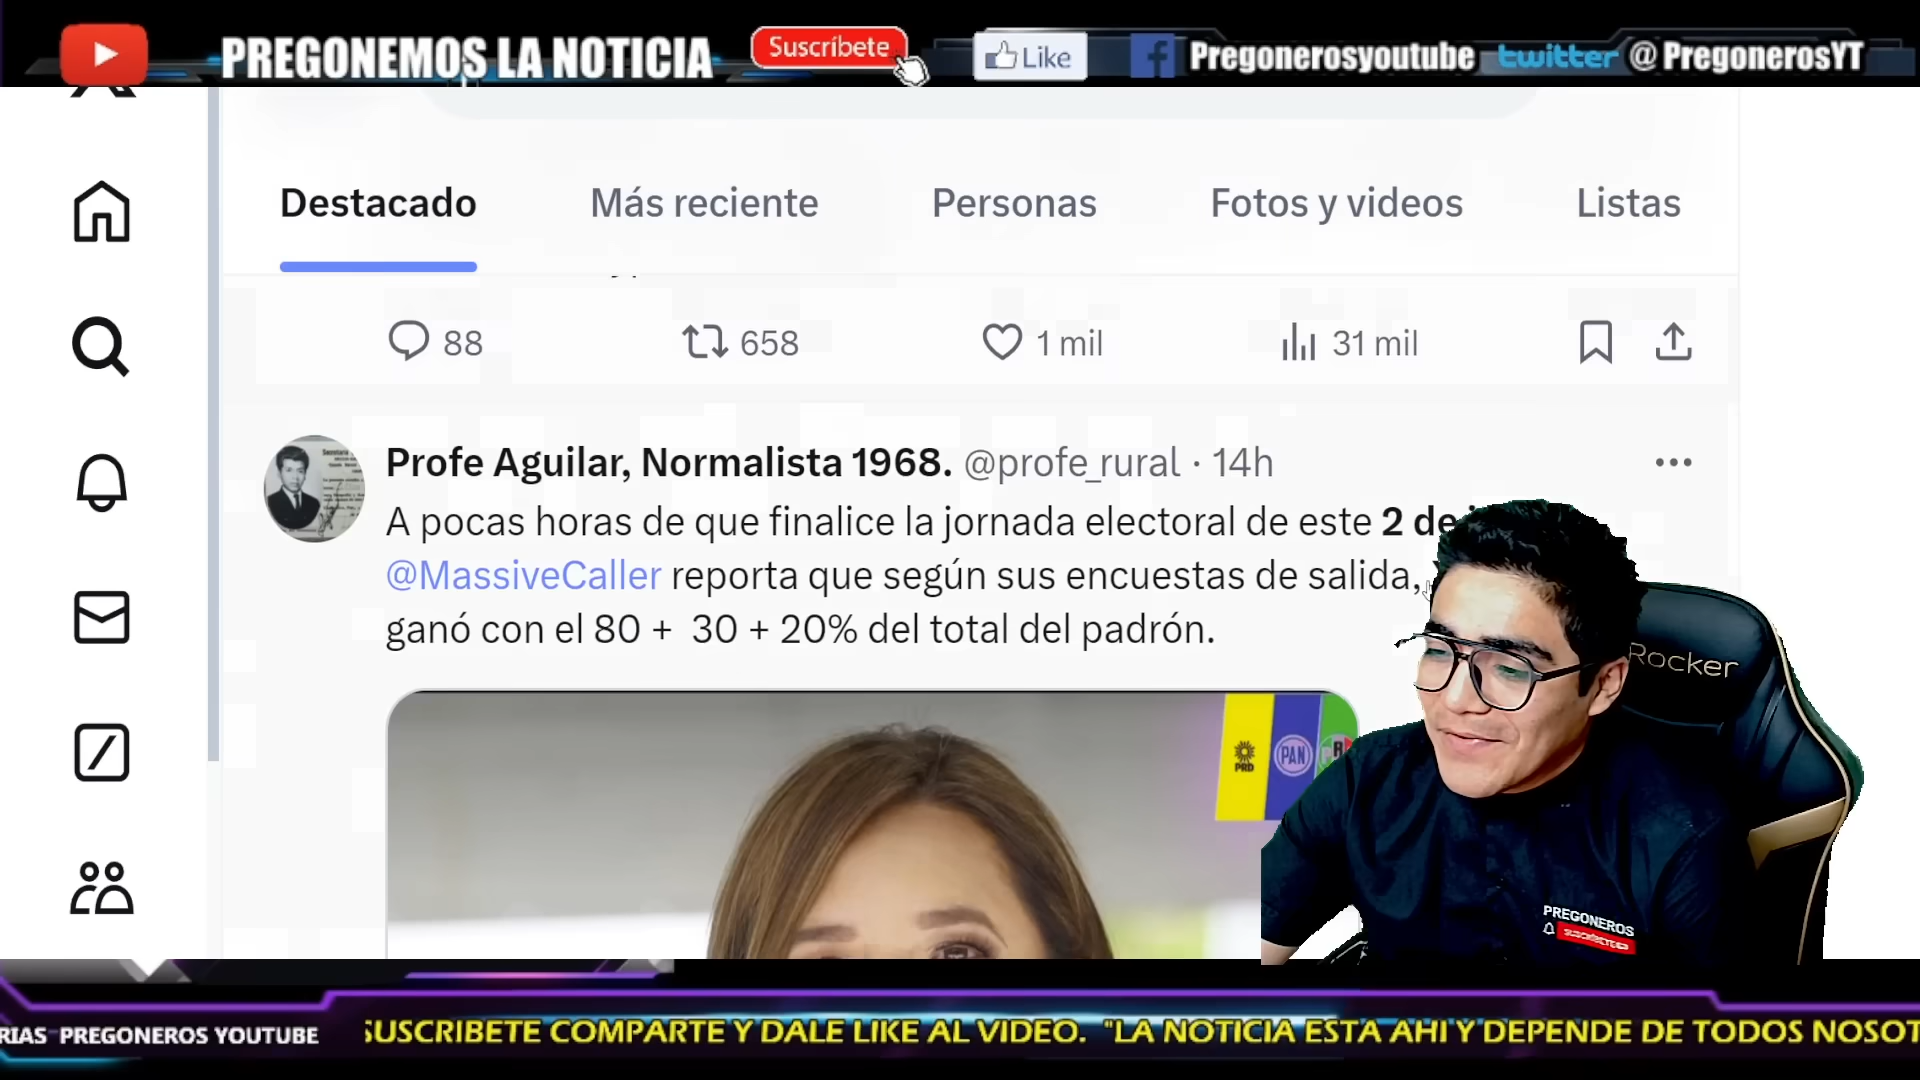 PREGONEMOS LA NOTICIA
Suscríbete
Like
Pregonerosyoutube
twitter @PregonerosYT
Destacado
Más reciente
Personas
Fotos y videos
Listas
88
658
1 mil
31 mil
Profe Aguilar, Normalista 1968. @profe_rural · 14h
A pocas horas de que finalice la jornada electoral de este 2 de
@MassiveCaller reporta que según sus encuestas de salida,
ganó con el 80 + 30 + 20% del total del padrón.
PRD
PAN
Rocker
PREGONEROS
RIAS PREGONEROS YOUTUBE
SUSCRIBETE COMPARTE Y DALE LIKE AL VIDEO. "LA NOTICIA ESTA AHI Y DEPENDE DE TODOS NOSOT